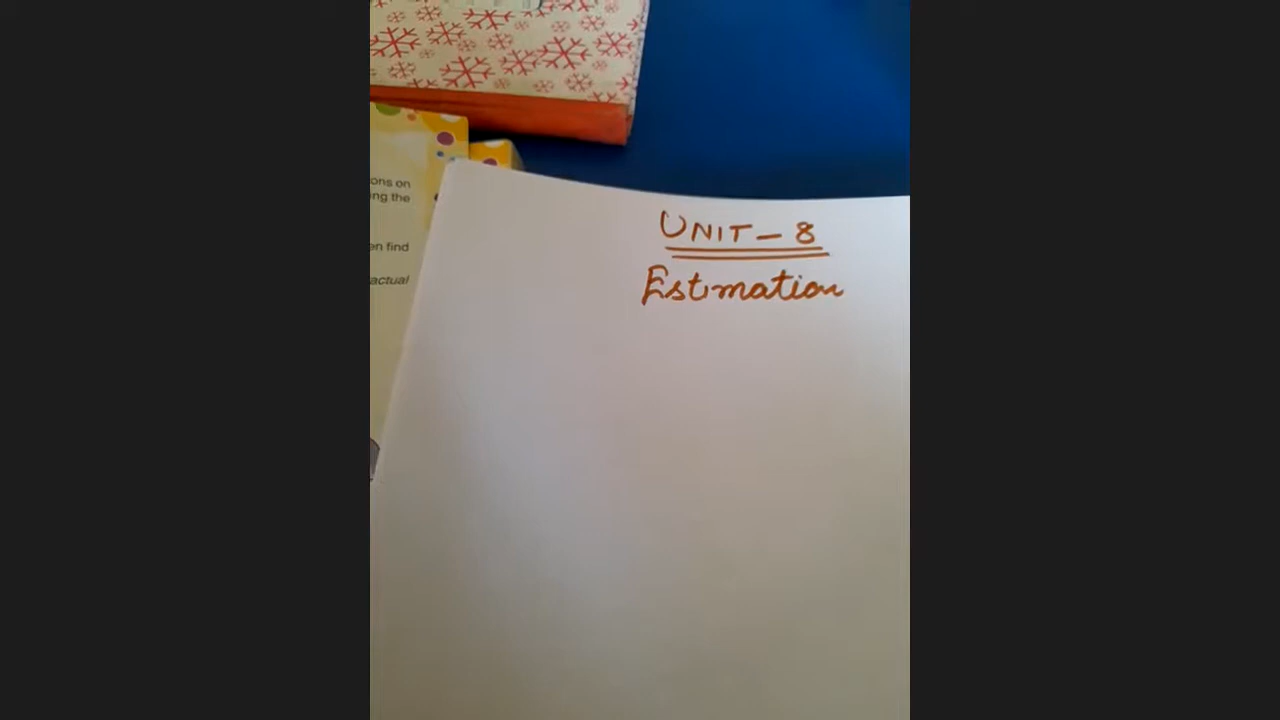 ons on
ng the
en find
actual
UNIT - 8
Estimation